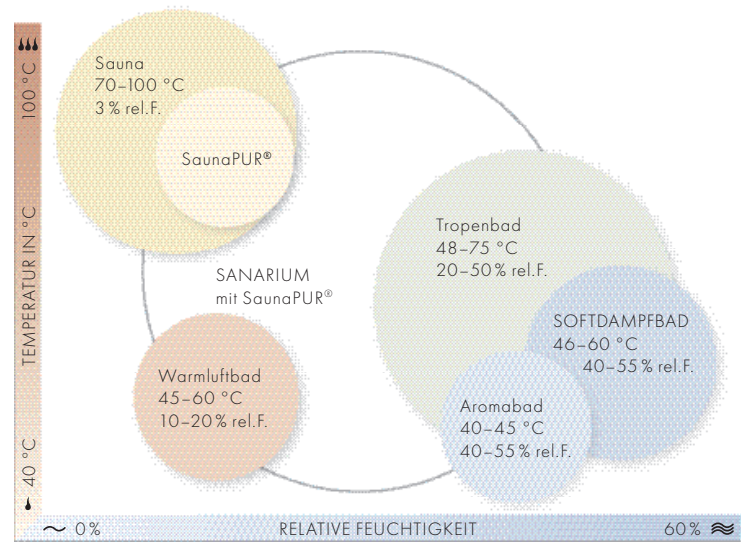 100 °C
TEMPERATUR IN °C
40 °C
Sauna
70–100 °C
3 % rel.F.
SaunaPUR®
SANARIUM
mit SaunaPUR®
Tropenbad
48–75 °C
20–50 % rel.F.
SOFTDAMPFBAD
46–60 °C
40–55 % rel.F.
Warmluftbad
45–60 °C
10–20 % rel.F.
Aromabad
40–45 °C
40–55 % rel.F.
0 %
RELATIVE FEUCHTIGKEIT
60 %